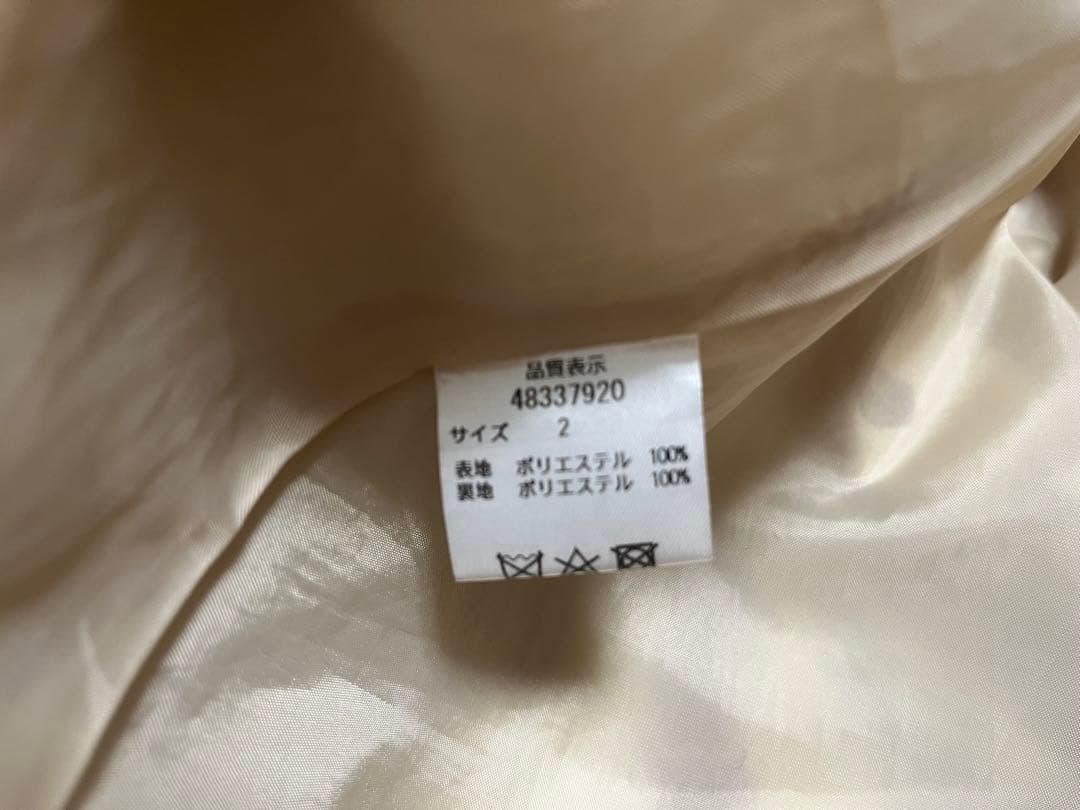 品質表示
48337920
サイズ 2
表地 ポリエステル 100%
裏地 ポリエステル 100%